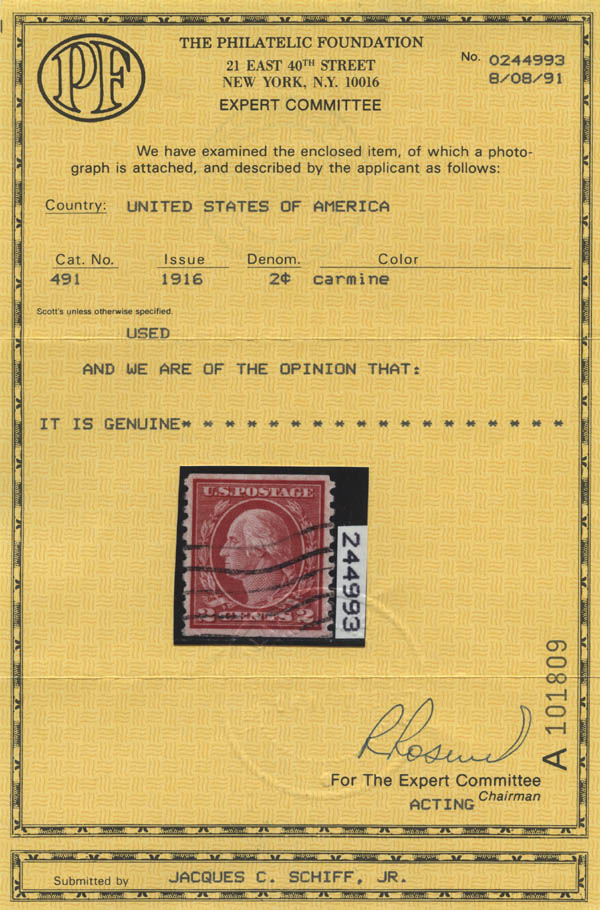 PF
THE PHILATELIC FOUNDATION
21 EAST 40TH STREET
NEW YORK, N.Y. 10016
EXPERT COMMITTEE
No. 0244993
8/08/91
We have examined the enclosed item, of which a photo-
graph is attached, and described by the applicant as follows:
Country: UNITED STATES OF AMERICA
Cat. No. Issue Denom. Color
491 1916 2¢ carmine
Scott's unless otherwise specified.
USED
AND WE ARE OF THE OPINION THAT:
IT IS GENUINE* * * * * * * * * * * * * * * * * *
U.S. POSTAGE
2 CENTS 2
244993
A 101809
For The Expert Committee
ACTING Chairman
Submitted by JACQUES C. SCHIFF, JR.